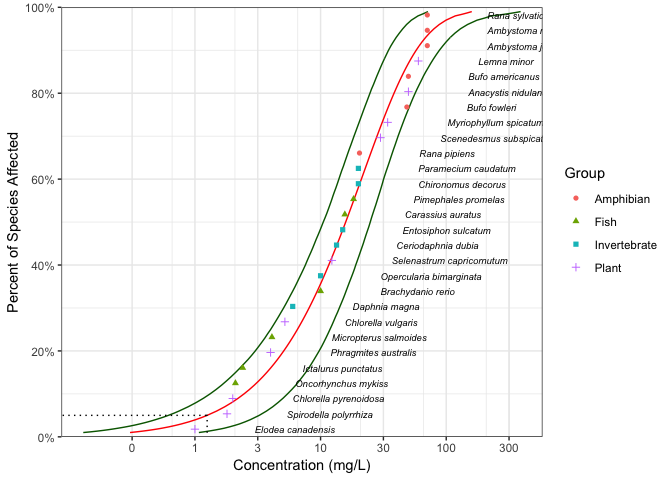 100%
80%
60%
40%
20%
0%
Percent of Species Affected
Rana sylvatic
Ambystoma
Ambystoma j
Lemna minor
Bufo americanus
Anacystis nidulan
Bufo fowleri
Myriophyllum spicatum
Scenedesmus subspicat
Rana pipiens
Paramecium caudatum
Chironomus decorus
Pimephales promelas
Carassius auratus
Entosiphon sulcatum
Ceriodaphnia dubia
Selenastrum capricornutum
Opercularia bimarginata
Brachydanio rerio
Daphnia magna
Chlorella vulgaris
Micropterus salmoides
Phragmites australis
Ictalurus punctatus
Oncorhynchus mykiss
Chlorella pyrenoidosa
Spirodella polyrrhiza
Elodea canadensis
0 1 3 10 30 100 300
Concentration (mg/L)
Group
Amphibian
Fish
Invertebrate
Plant